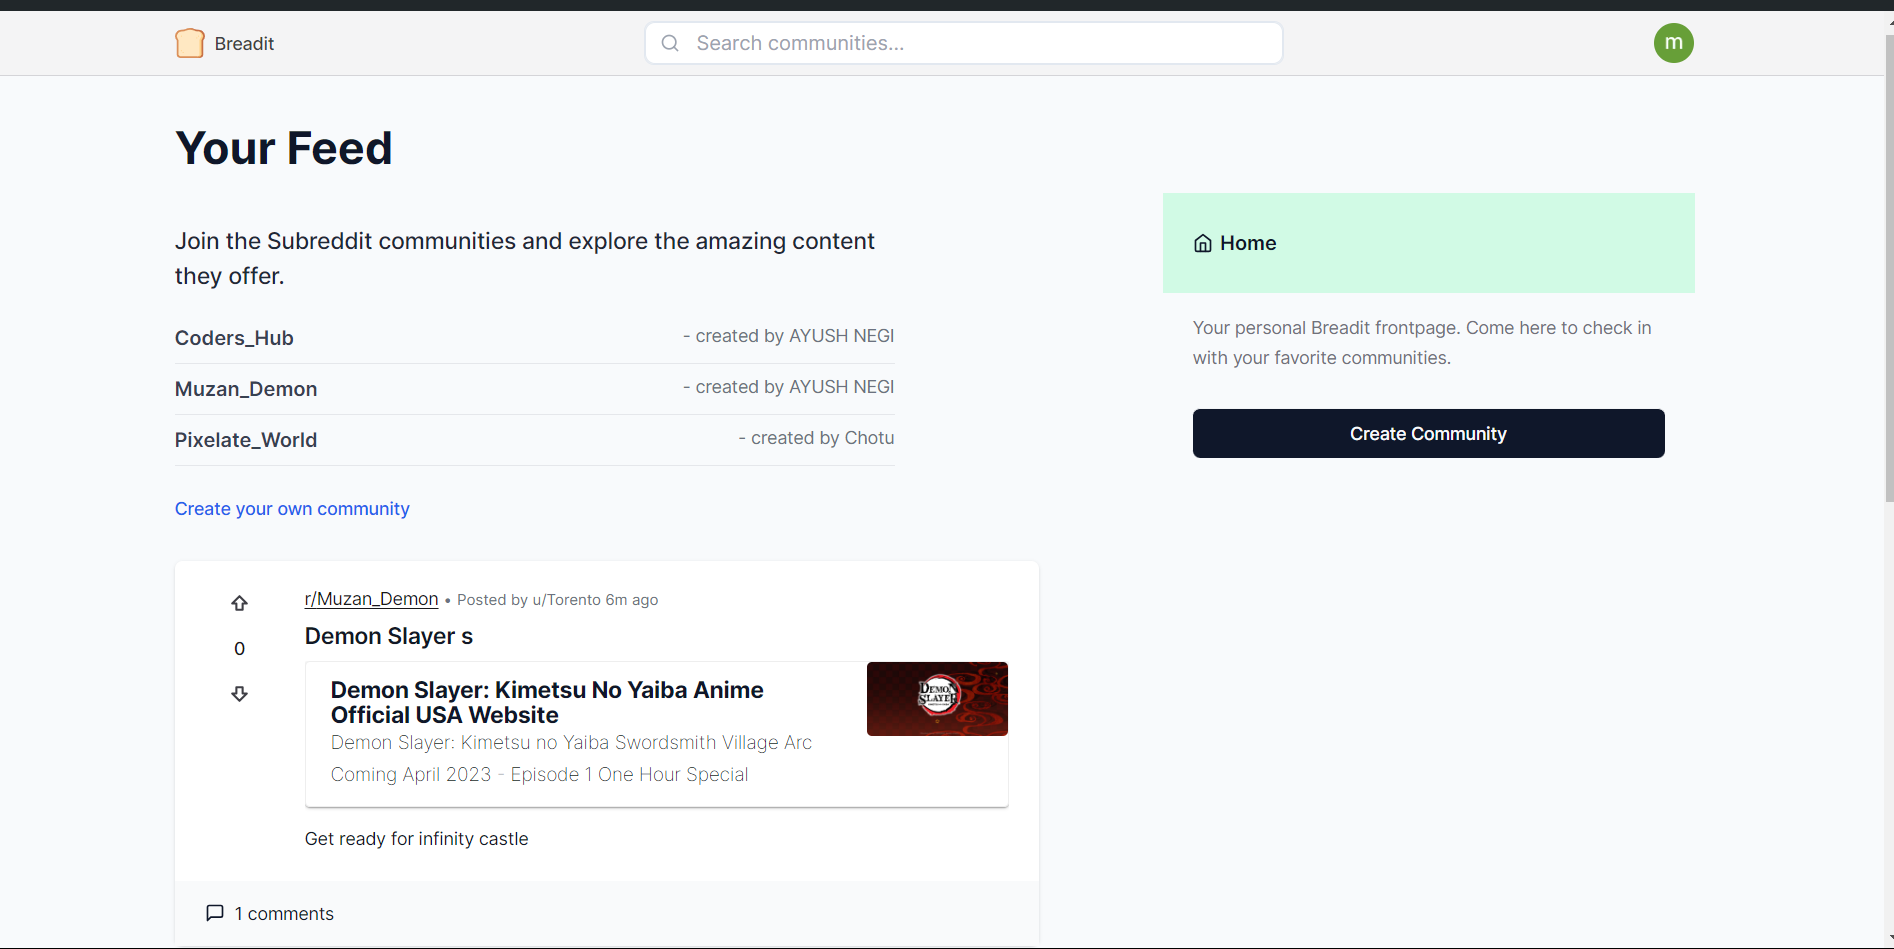 Breadit
Search communities...
m
Your Feed
Join the Subreddit communities and explore the amazing content
they offer.
Coders_Hub - created by AYUSH NEGI
Muzan_Demon - created by AYUSH NEGI
Pixelate_World - created by Chotu
Create your own community
Home
Your personal Breadit frontpage. Come here to check in
with your favorite communities.
Create Community
r/Muzan_Demon • Posted by u/Torento 6m ago
0
Demon Slayer s
Demon Slayer: Kimetsu No Yaiba Anime
Official USA Website
Demon Slayer: Kimetsu no Yaiba Swordsmith Village Arc
Coming April 2023 - Episode 1 One Hour Special
DEMON
SLAYER
Get ready for infinity castle
1 comments